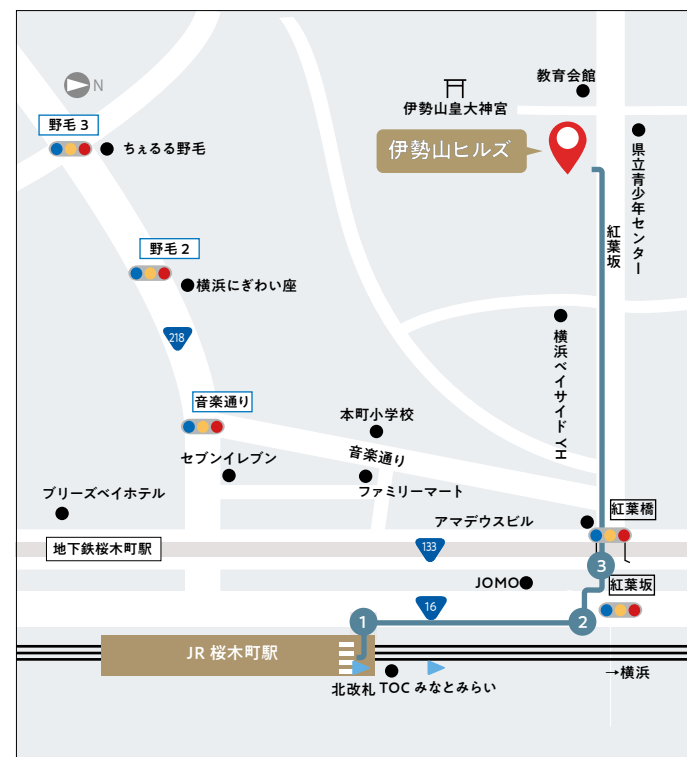 教育会館
N
伊勢山皇大神宮
野毛3
ちぇるる野毛
伊勢山ヒルズ
県立青少年センター
紅葉坂
野毛2
横浜にぎわい座
218
横浜ベイサイドYH
音楽通り
本町小学校
音楽通り
セブンイレブン
ファミリーマート
ブリーズベイホテル
アマデウスビル
紅葉橋
地下鉄桜木町駅
133
3
JOMO
紅葉坂
16
1
2
JR 桜木町駅
→横浜
北改札
TOC みなとみらい